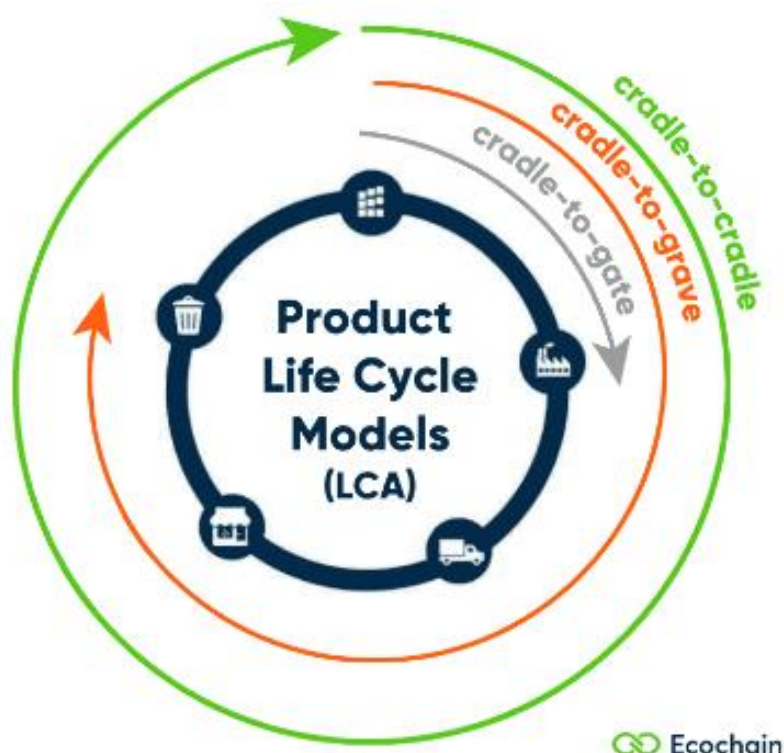 cradle-to-cradle
cradle-to-grave
cradle-to-gate
Product
Life Cycle
Models
(LCA)
Ecochain